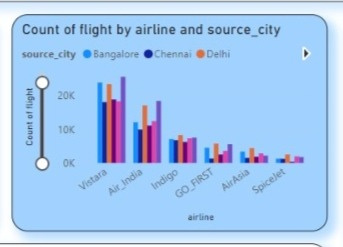 Count of flight by airline and source_city
source_city Bangalore Chennai Delhi
Count of flight
20K
10K
0K
Vistara Air_India Indigo GO_FIRST AirAsia SpiceJet
airline